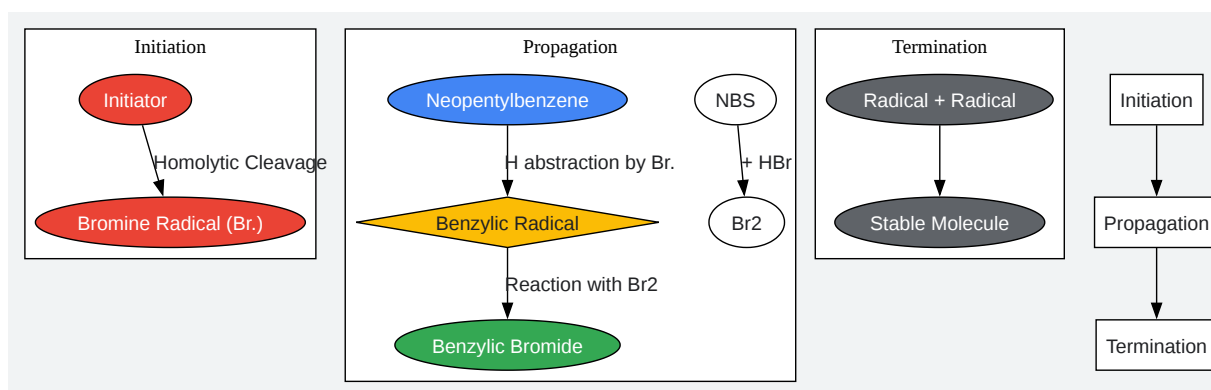 Initiation
Initiator
Homolytic Cleavage
Bromine Radical (Br.)
Propagation
Neopentylbenzene
H abstraction by Br.
Benzylic Radical
Reaction with Br2
Benzylic Bromide
NBS
+ HBr
Br2
Termination
Radical + Radical
Stable Molecule
Initiation
Propagation
Termination